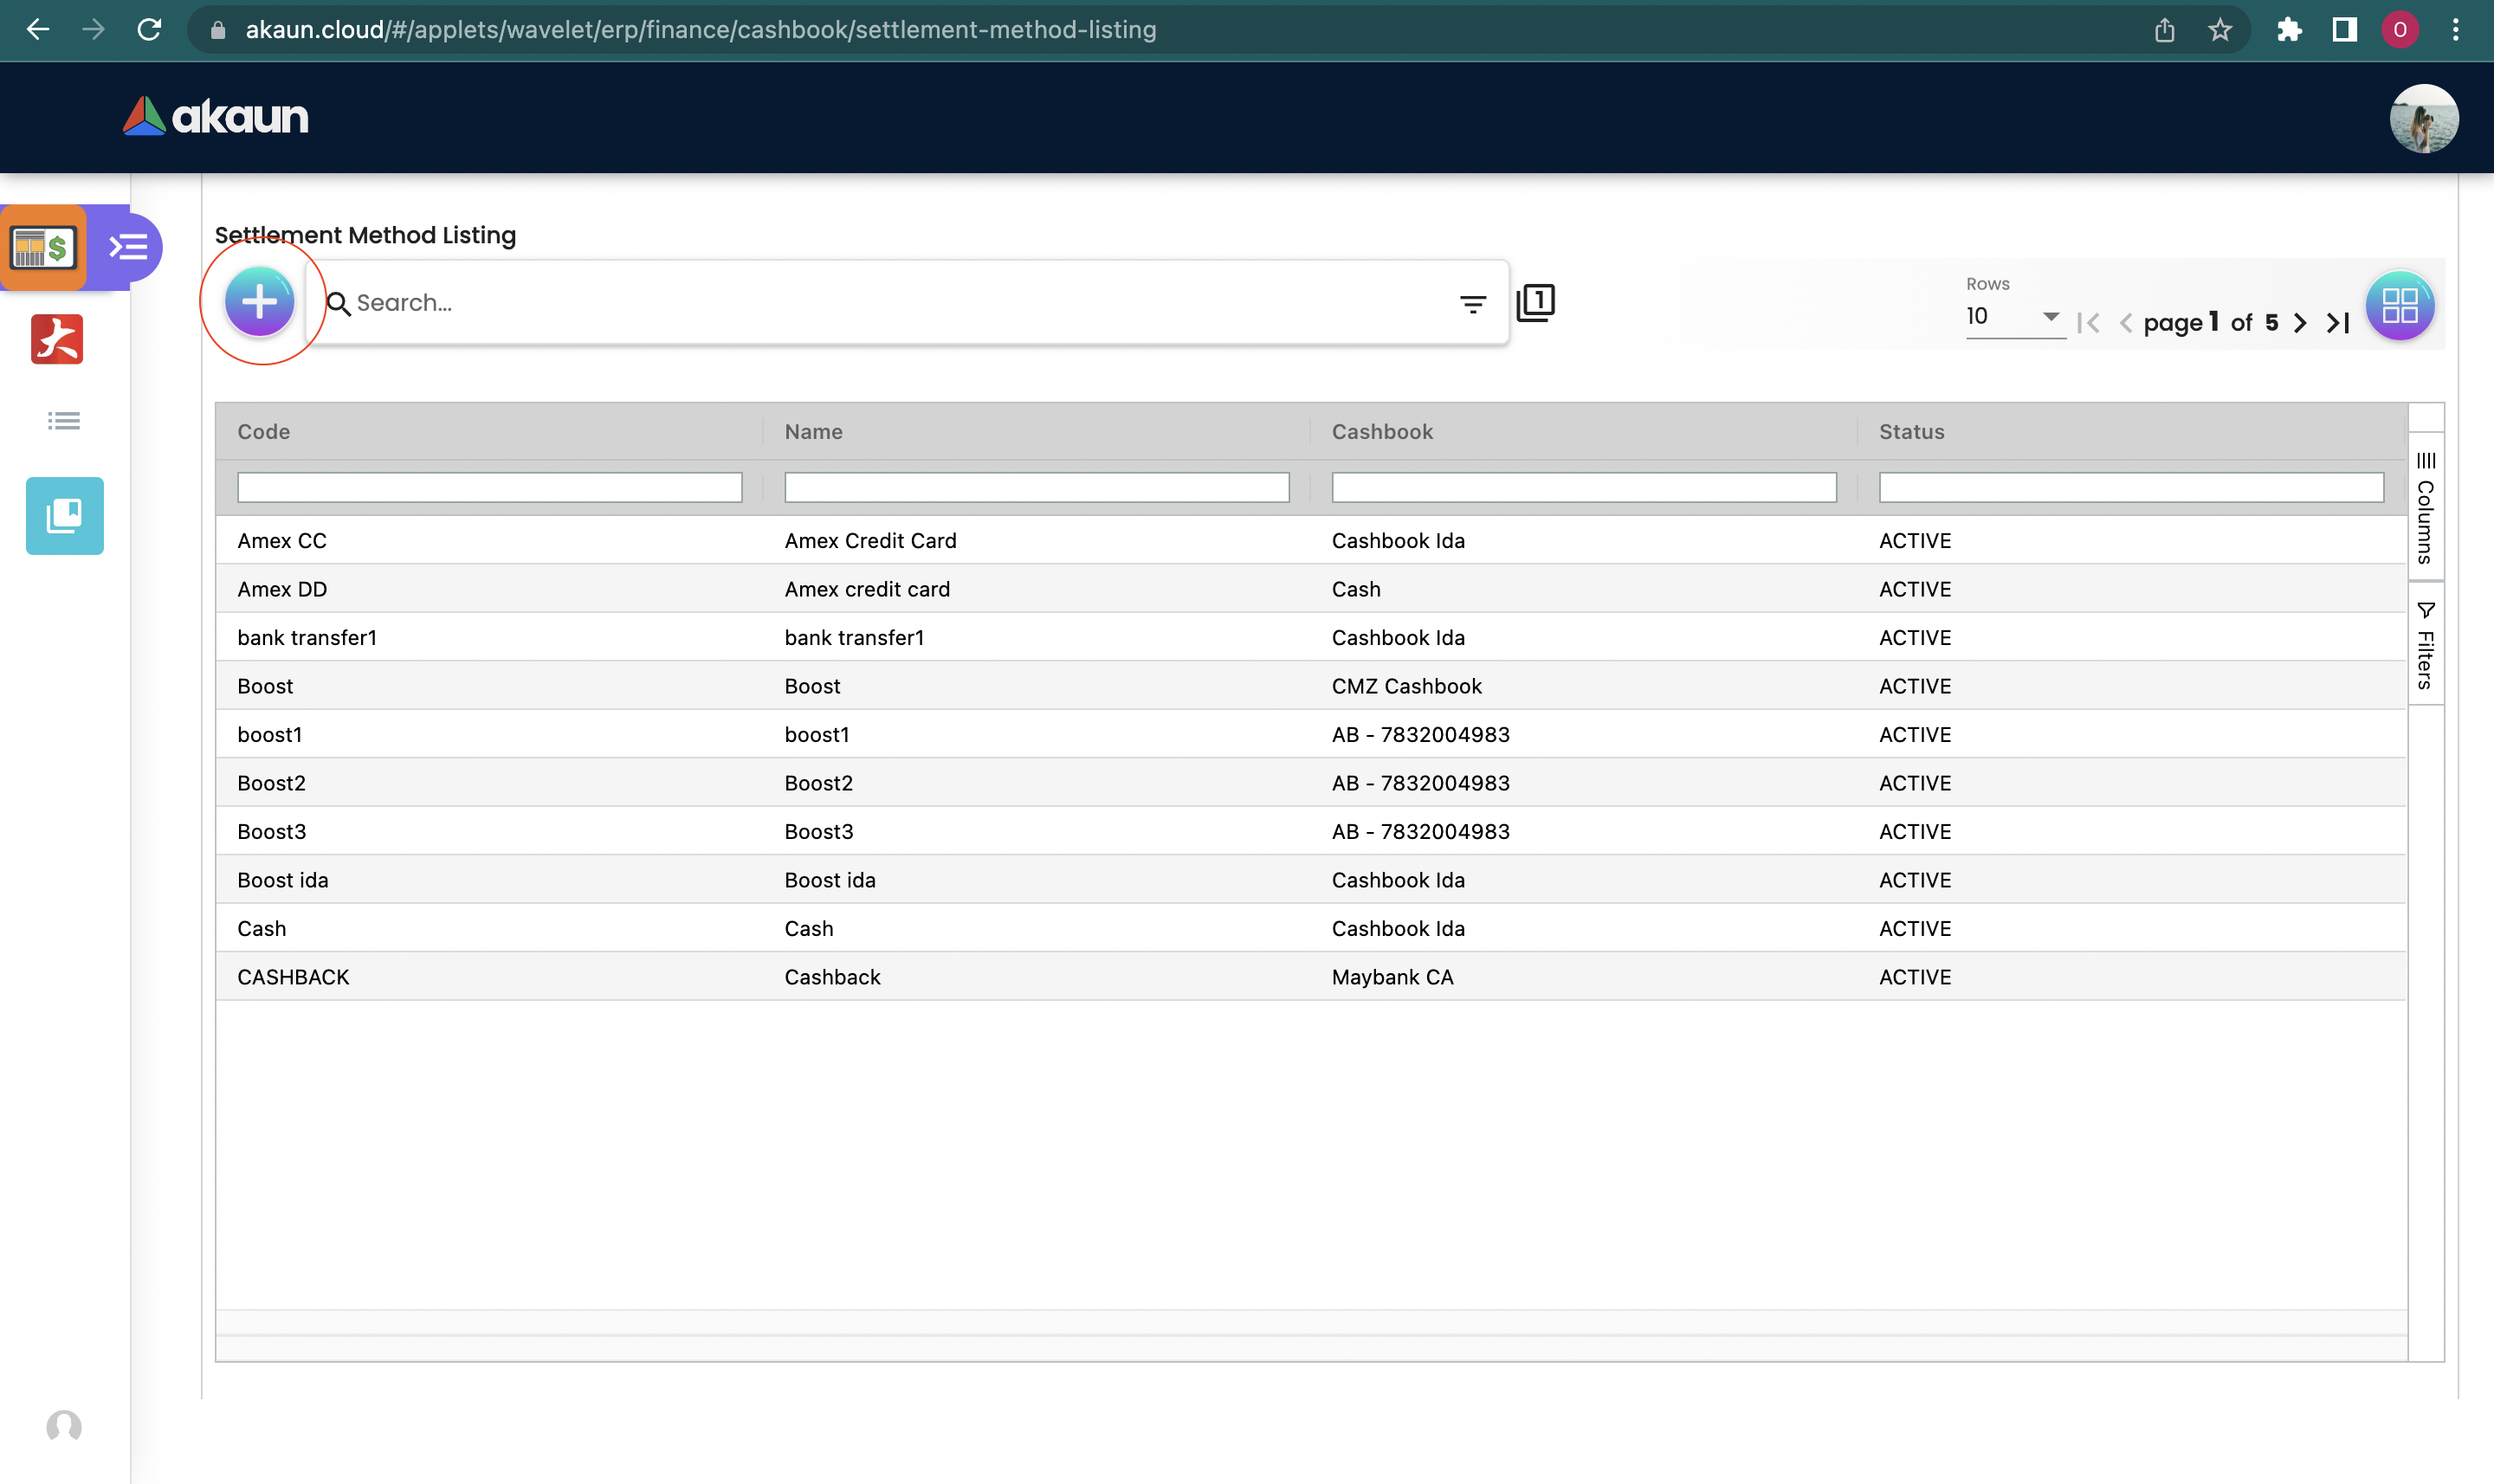 akaun.cloud/#/applets/wavelet/erp/finance/cashbook/settlement-method-listing
O
akaun
Settlement Method Listing
Search...
1
Rows
10
page 1 of 5
Code Name Cashbook Status
Amex CC Amex Credit Card Cashbook Ida ACTIVE
Amex DD Amex credit card Cash ACTIVE
bank transfer1 bank transfer1 Cashbook Ida ACTIVE
Boost Boost CMZ Cashbook ACTIVE
boost1 boost1 AB - 7832004983 ACTIVE
Boost2 Boost2 AB - 7832004983 ACTIVE
Boost3 Boost3 AB - 7832004983 ACTIVE
Boost ida Boost ida Cashbook Ida ACTIVE
Cash Cash Cashbook Ida ACTIVE
CASHBACK Cashback Maybank CA ACTIVE
Columns
Filters